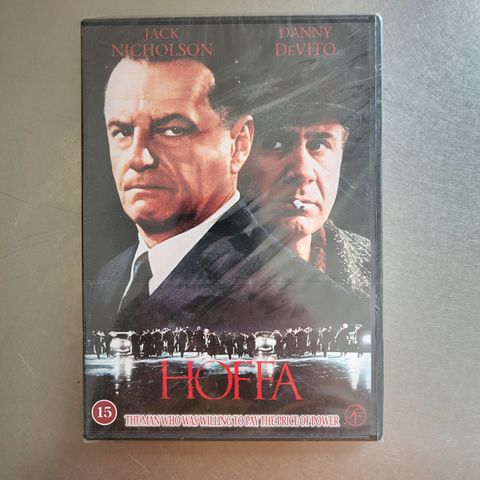 JACK
NICHOLSON
DANNY
DEVITO
HOFFA
15
THE MAN WHO WAS WILLING TO PAY THE PRICE OF POWER